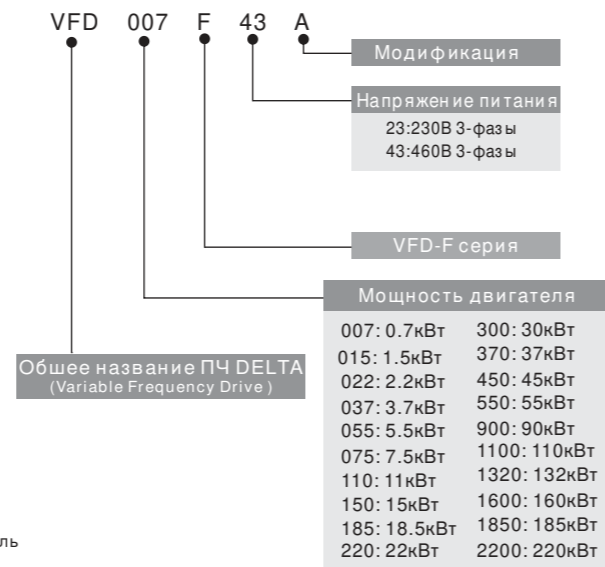 VFD 007 F 43 A
Модификация
Напряжение питания
23:230В 3-фазы
43:460В 3-фазы
VFD-F серия
Мощность двигателя
007: 0.7кВт 300: 30кВт
015: 1.5кВт 370: 37кВт
022: 2.2кВт 450: 45кВт
037: 3.7кВт 550: 55кВт
055: 5.5кВт 900: 90кВт
075: 7.5кВт 1100: 110кВт
110: 11кВт 1320: 132кВт
150: 15кВт 1600: 160кВт
185: 18.5кВт 1850: 185кВт
220: 22кВт 2200: 220кВт
Обшее название ПЧ DELTA
(Variable Frequency Drive )
ль